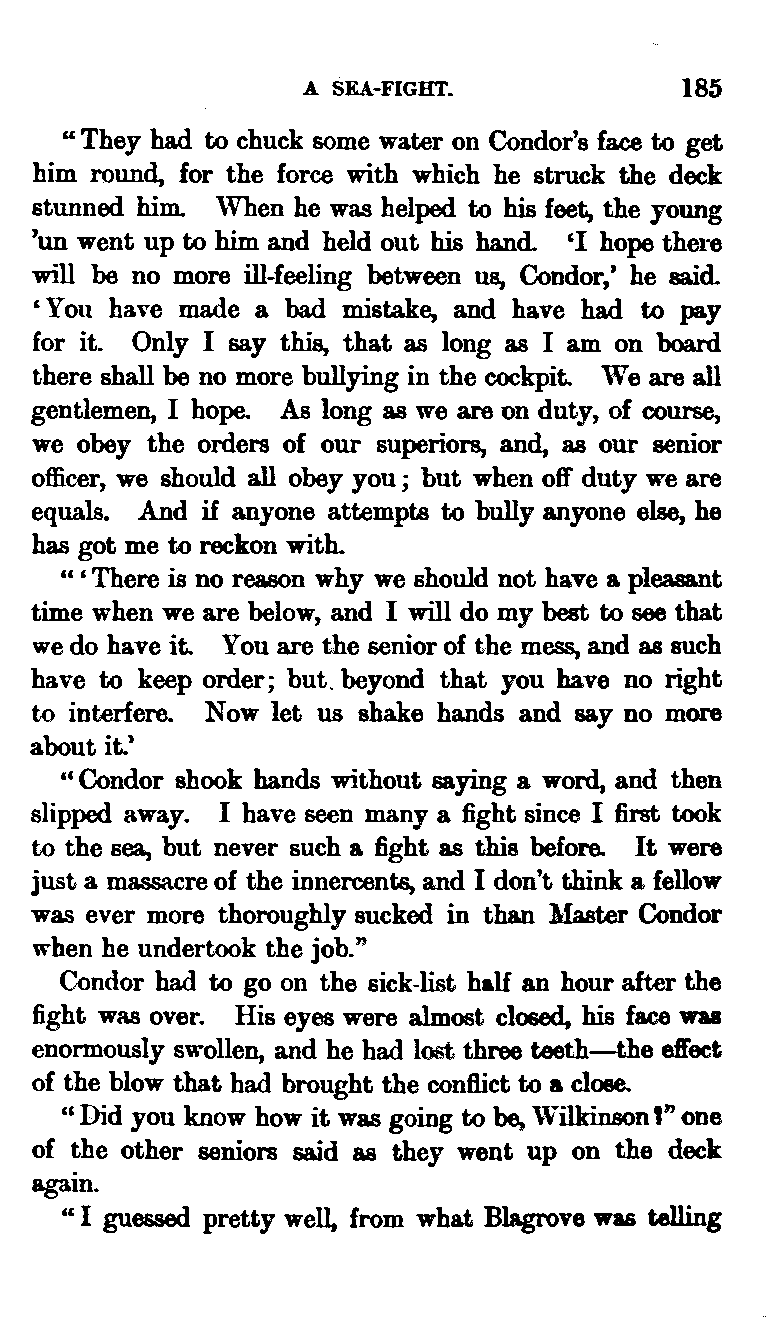 A SEA-FIGHT. 185
"They had to chuck some water on Condor's face to get
him round, for the force with which he struck the deck
stunned him. When he was helped to his feet, the young
'un went up to him and held out his hand. 'I hope there
will be no more ill-feeling between us, Condor,' he said.
'You have made a bad mistake, and have had to pay
for it. Only I say this, that as long as I am on board
there shall be no more bullying in the cockpit. We are all
gentlemen, I hope. As long as we are on duty, of course,
we obey the orders of our superiors, and, as our senior
officer, we should all obey you; but when off duty we are
equals. And if anyone attempts to bully anyone else, he
has got me to reckon with.
"'There is no reason why we should not have a pleasant
time when we are below, and I will do my best to see that
we do have it. You are the senior of the mess, and as such
have to keep order; but beyond that you have no right
to interfere. Now let us shake hands and say no more
about it.'
"Condor shook hands without saying a word, and then
slipped away. I have seen many a fight since I first took
to the sea, but never such a fight as this before. It were
just a massacre of the innercents, and I don't think a fellow
was ever more thoroughly sucked in than Master Condor
when he undertook the job."
Condor had to go on the sick-list half an hour after the
fight was over. His eyes were almost closed, his face was
enormously swollen, and he had lost three teeth—the effect
of the blow that had brought the conflict to a close.
"Did you know how it was going to be, Wilkinson?" one
of the other seniors said as they went up on the deck
again.
"I guessed pretty well, from what Blagrove was telling